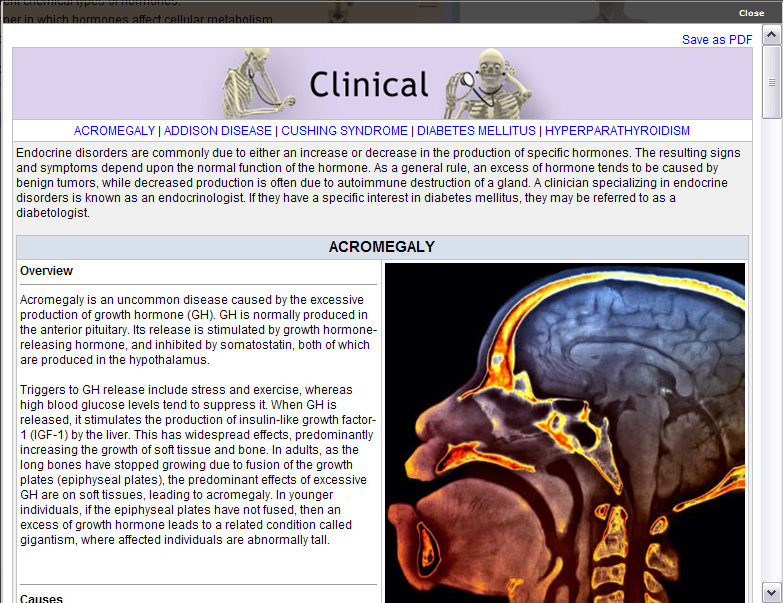 ent chemical types of hormones.
ner in which hormones affect cellular metabolism
Close
Save as PDF
Clinical
ACROMEGALY | ADDISON DISEASE | CUSHING SYNDROME | DIABETES MELLITUS | HYPERPARATHYROIDISM
Endocrine disorders are commonly due to either an increase or decrease in the production of specific hormones. The resulting signs
and symptoms depend upon the normal function of the hormone. As a general rule, an excess of hormone tends to be caused by
benign tumors, while decreased production is often due to autoimmune destruction of a gland. A clinician specializing in endocrine
disorders is known as an endocrinologist. If they have a specific interest in diabetes mellitus, they may be referred to as a
diabetologist.
ACROMEGALY
Overview
Acromegaly is an uncommon disease caused by the excessive
production of growth hormone (GH). GH is normally produced in
the anterior pituitary. Its release is stimulated by growth hormone-
releasing hormone, and inhibited by somatostatin, both of which
are produced in the hypothalamus.
Triggers to GH release include stress and exercise, whereas
high blood glucose levels tend to suppress it. When GH is
released, it stimulates the production of insulin-like growth factor-
1 (IGF-1) by the liver. This has widespread effects, predominantly
increasing the growth of soft tissue and bone. In adults, as the
long bones have stopped growing due to fusion of the growth
plates (epiphyseal plates), the predominant effects of excessive
GH are on soft tissues, leading to acromegaly. In younger
individuals, if the epiphyseal plates have not fused, then an
excess of growth hormone leads to a related condition called
gigantism, where affected individuals are abnormally tall.
Causes